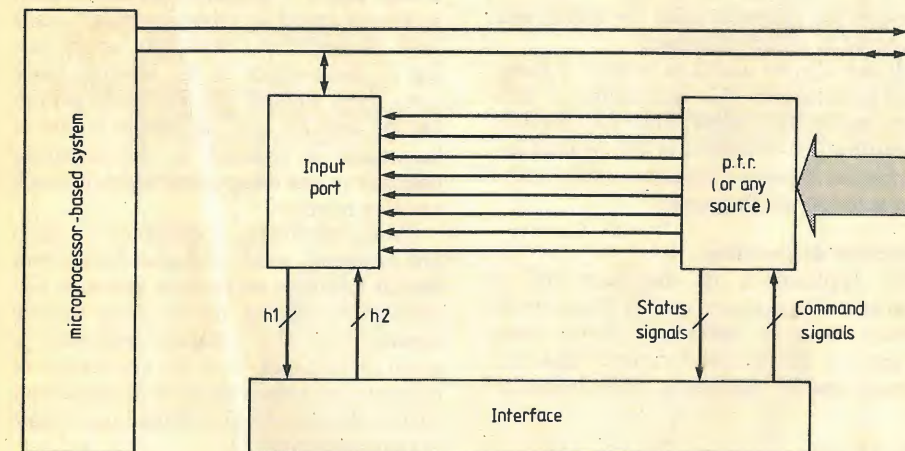 microprocessor-based system
Input
port
p.t.r.
( or any
source )
h1
h2
Status
signals
Command
signals
Interface